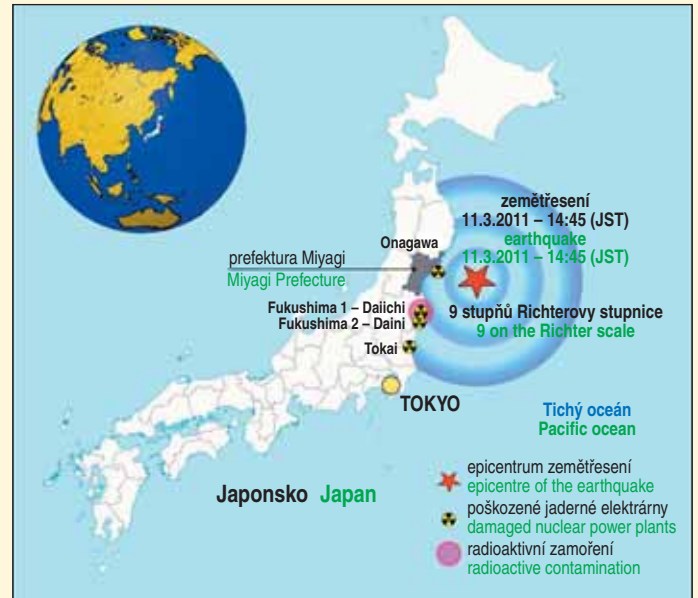 zemětřesení
11.3.2011 – 14:45 (JST)
earthquake
11.3.2011 – 14:45 (JST)
Onagawa
prefektura Miyagi
Miyagi Prefecture
Fukushima 1 – Daiichi
Fukushima 2 – Daini
9 stupňů Richterovy stupnice
9 on the Richter scale
Tokai
TOKYO
Tichý oceán
Pacific ocean
Japonsko Japan
epicentrum zemětřesení
epicentre of the earthquake
poškozené jaderné elektrárny
damaged nuclear power plants
radioaktivní zamoření
radioactive contamination